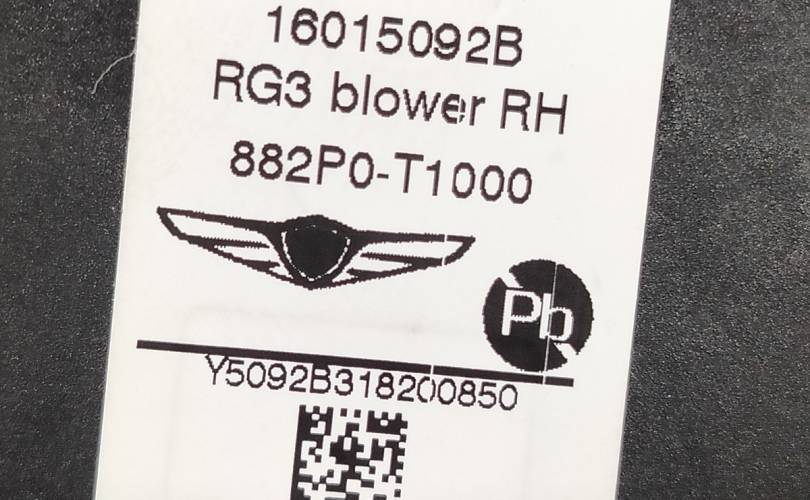 16015092B
RG3 blower RH
882P0-T1000
Pb
Y5092B318200850